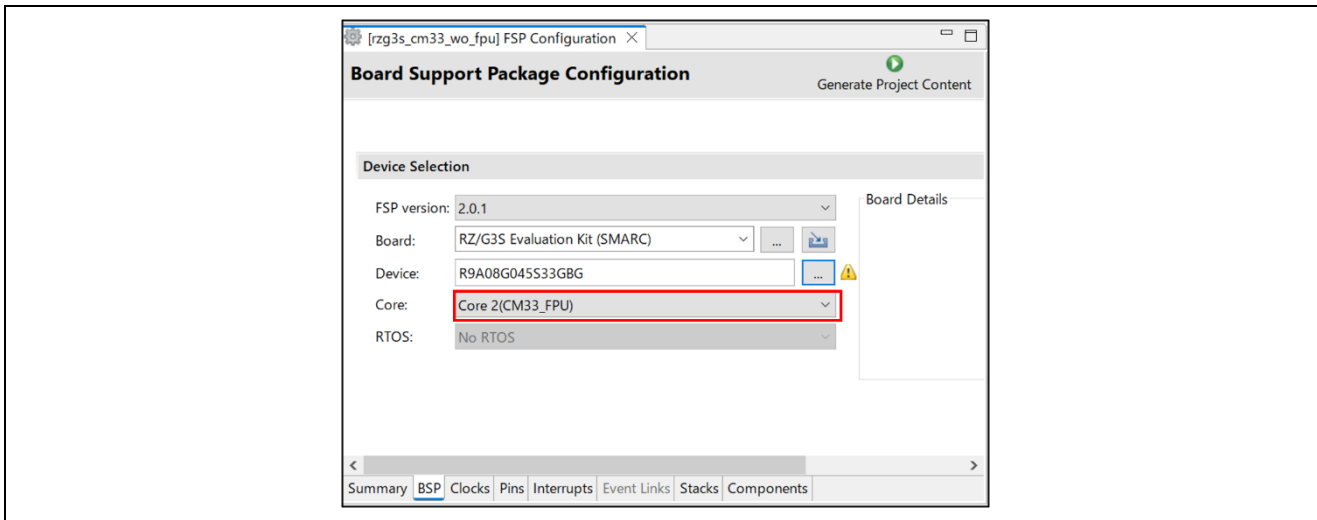 [rzg3s_cm33_wo_fpu] FSP Configuration
Board Support Package Configuration
Generate Project Content
Device Selection
Board Details
FSP version: 2.0.1
Board: RZ/G3S Evaluation Kit (SMARC) ...
Device: R9A08G045S33GBG ...
Core: Core 2(CM33_FPU)
RTOS: No RTOS
Summary BSP Clocks Pins Interrupts Event Links Stacks Components